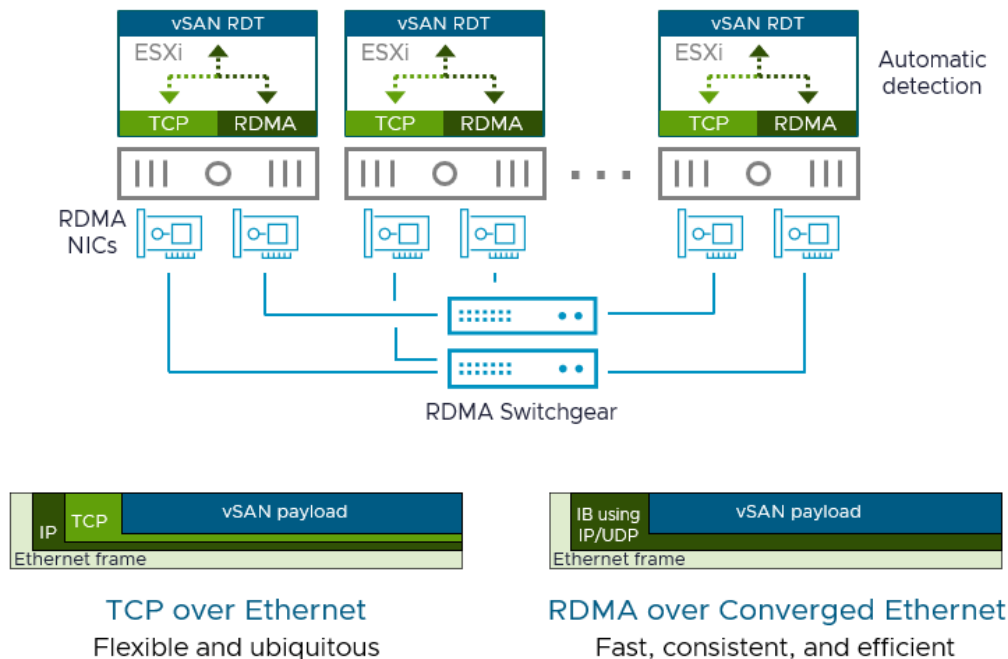 vSAN RDT
vSAN RDT
vSAN RDT
ESXi
ESXi
ESXi
Automatic
detection
TCP
RDMA
TCP
RDMA
TCP
RDMA
RDMA
NICs
RDMA Switchgear
IP
TCP
vSAN payload
Ethernet frame
IB using
IP/UDP
vSAN payload
Ethernet frame
TCP over Ethernet
Flexible and ubiquitous
RDMA over Converged Ethernet
Fast, consistent, and efficient